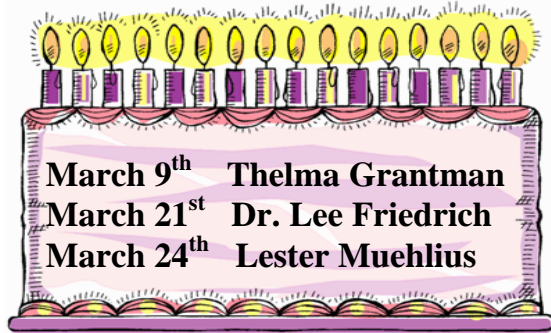 March 9th Thelma Grantman
March 21st Dr. Lee Friedrich
March 24th Lester Muehlius